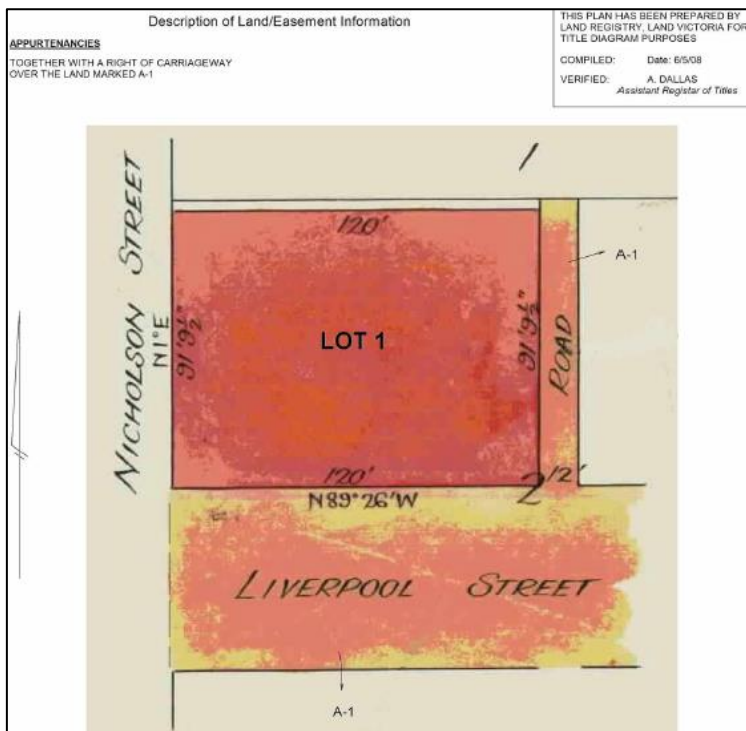 Description of Land/Easement Information
THIS PLAN HAS BEEN PREPARED BY
LAND REGISTRY, LAND VICTORIA FOR
TITLE DIAGRAM PURPOSES
COMPILED: Date: 6/5/08
VERIFIED: A. DALLAS
Assistant Registar of Titles
APPURTENANCIES
TOGETHER WITH A RIGHT OF CARRIAGEWAY
OVER THE LAND MARKED A-1
1
120'
A-1
NICHOLSON STREET
N1°E
91'9½"
LOT 1
91'9½"
ROAD
120'
2
12'
N89°26'W.
LIVERPOOL STREET
A-1